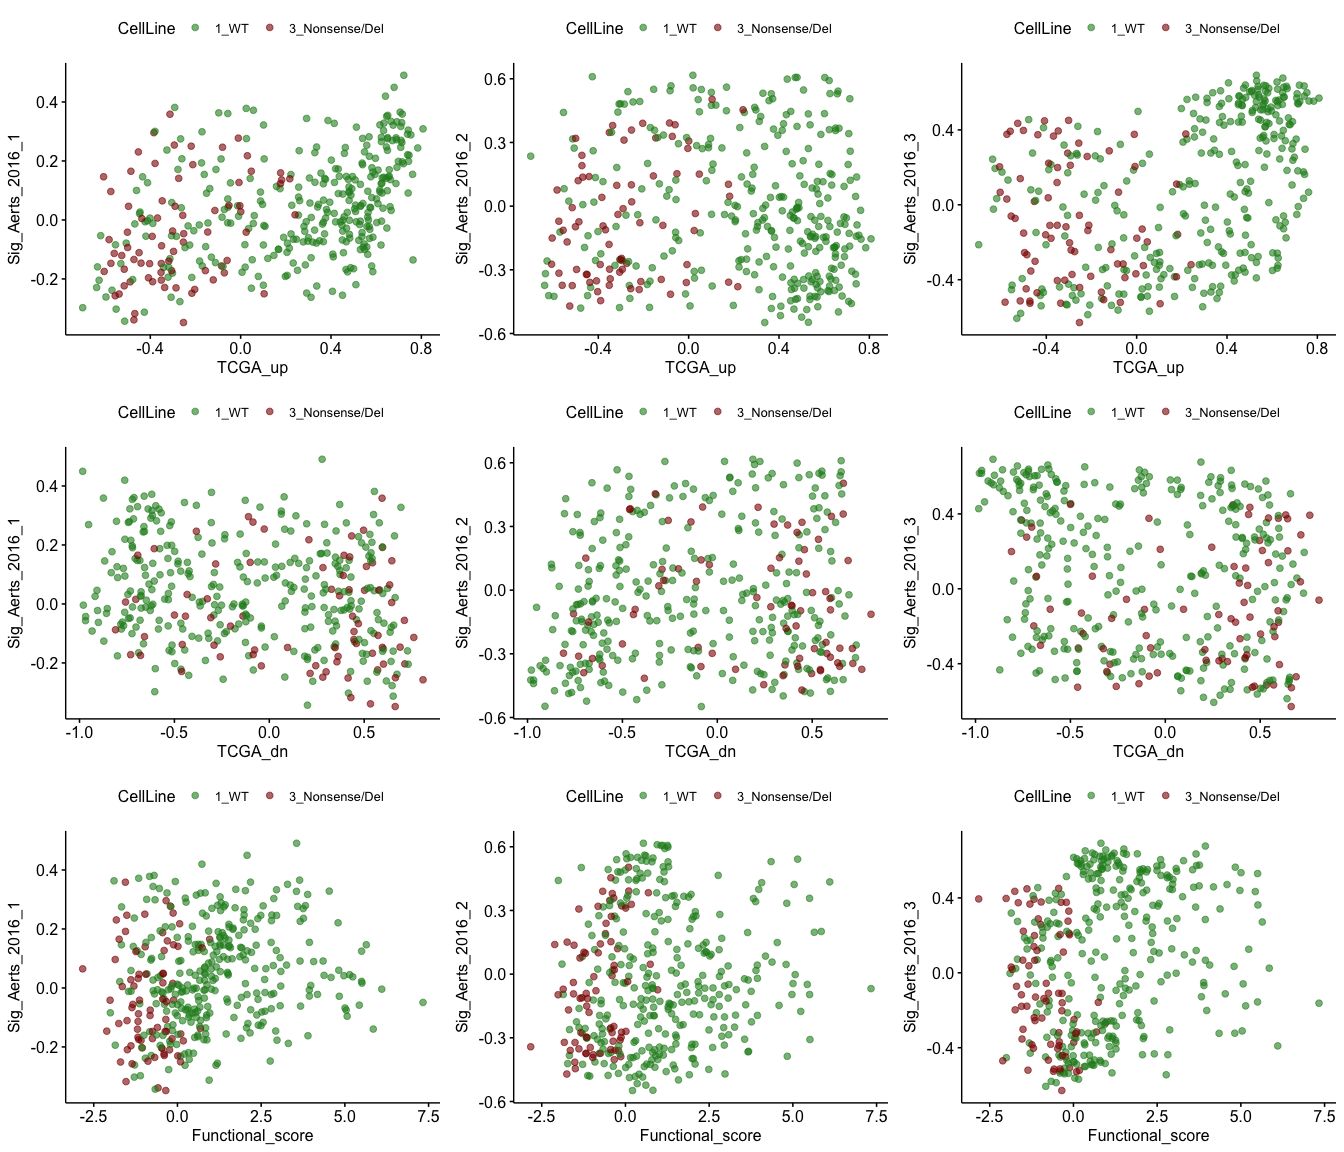 CellLine 1_WT 3_Nonsense/Del CellLine 1_WT 3_Nonsense/Del CellLine 1_WT 3_Nonsense/Del
Sig_Aerts_2016_1
0.4
0.2
0.0
-0.2
-0.4 0.0 0.4 0.8
TCGA_up
Sig_Aerts_2016_2
0.6
0.3
0.0
-0.3
-0.6
-0.4 0.0 0.4 0.8
TCGA_up
Sig_Aerts_2016_3
0.4
0.0
-0.4
-0.4 0.0 0.4 0.8
TCGA_up
CellLine 1_WT 3_Nonsense/Del CellLine 1_WT 3_Nonsense/Del CellLine 1_WT 3_Nonsense/Del
Sig_Aerts_2016_1
0.4
0.2
0.0
-0.2
-1.0 -0.5 0.0 0.5
TCGA_dn
Sig_Aerts_2016_2
0.6
0.3
0.0
-0.3
-0.6
-1.0 -0.5 0.0 0.5
TCGA_dn
Sig_Aerts_2016_3
0.4
0.0
-0.4
-1.0 -0.5 0.0 0.5
TCGA_dn
CellLine 1_WT 3_Nonsense/Del CellLine 1_WT 3_Nonsense/Del CellLine 1_WT 3_Nonsense/Del
Sig_Aerts_2016_1
0.4
0.2
0.0
-0.2
-2.5 0.0 2.5 5.0 7.5
Functional_score
Sig_Aerts_2016_2
0.6
0.3
0.0
-0.3
-0.6
-2.5 0.0 2.5 5.0 7.5
Functional_score
Sig_Aerts_2016_3
0.4
0.0
-0.4
-2.5 0.0 2.5 5.0 7.5
Functional_score